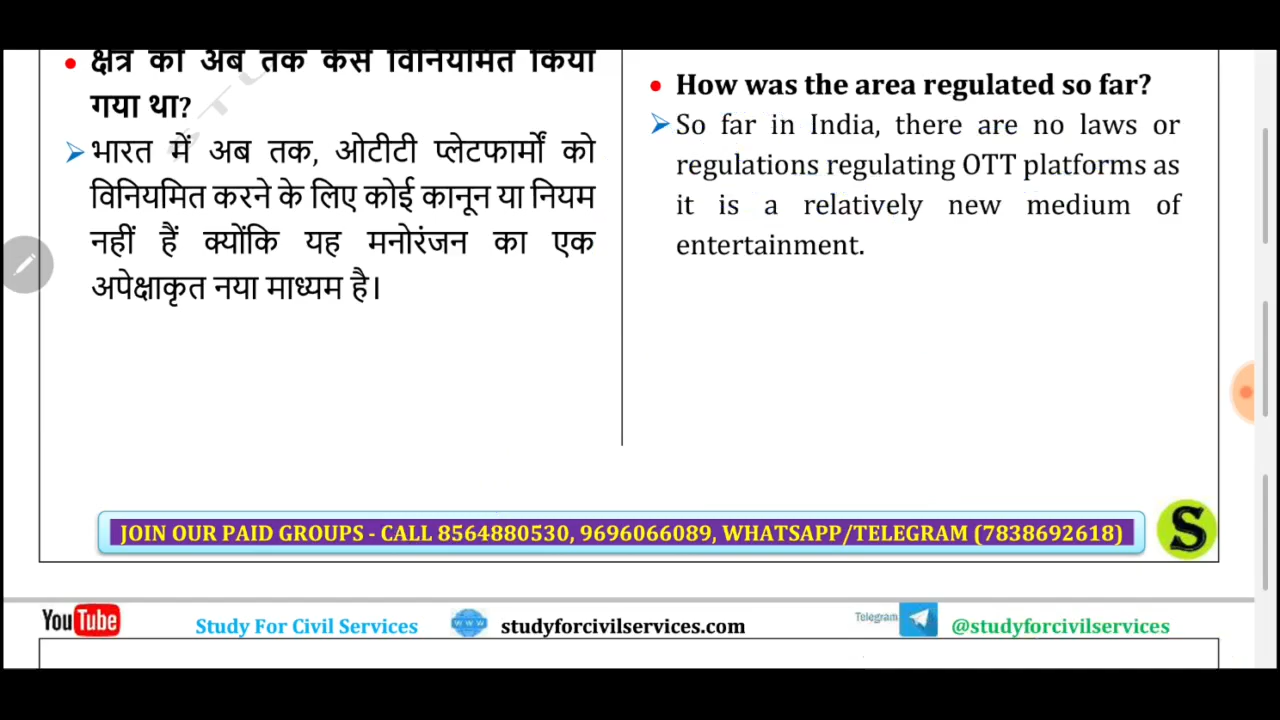 क्षेत्र को अब तक कैसे विनियमित किया
गया था?
भारत में अब तक, ओटीटी प्लेटफार्मों को
विनियमित करने के लिए कोई कानून या नियम
नहीं हैं क्योंकि यह मनोरंजन का एक
अपेक्षाकृत नया माध्यम है।
How was the area regulated so far?
So far in India, there are no laws or
regulations regulating OTT platforms as
it is a relatively new medium of
entertainment.
JOIN OUR PAID GROUPS - CALL 8564880530, 9696066089, WHATSAPP/TELEGRAM (7838692618)
S
YouTube
Study For Civil Services
WWW
studyforcivilservices.com
Telegram
@studyforcivilservices